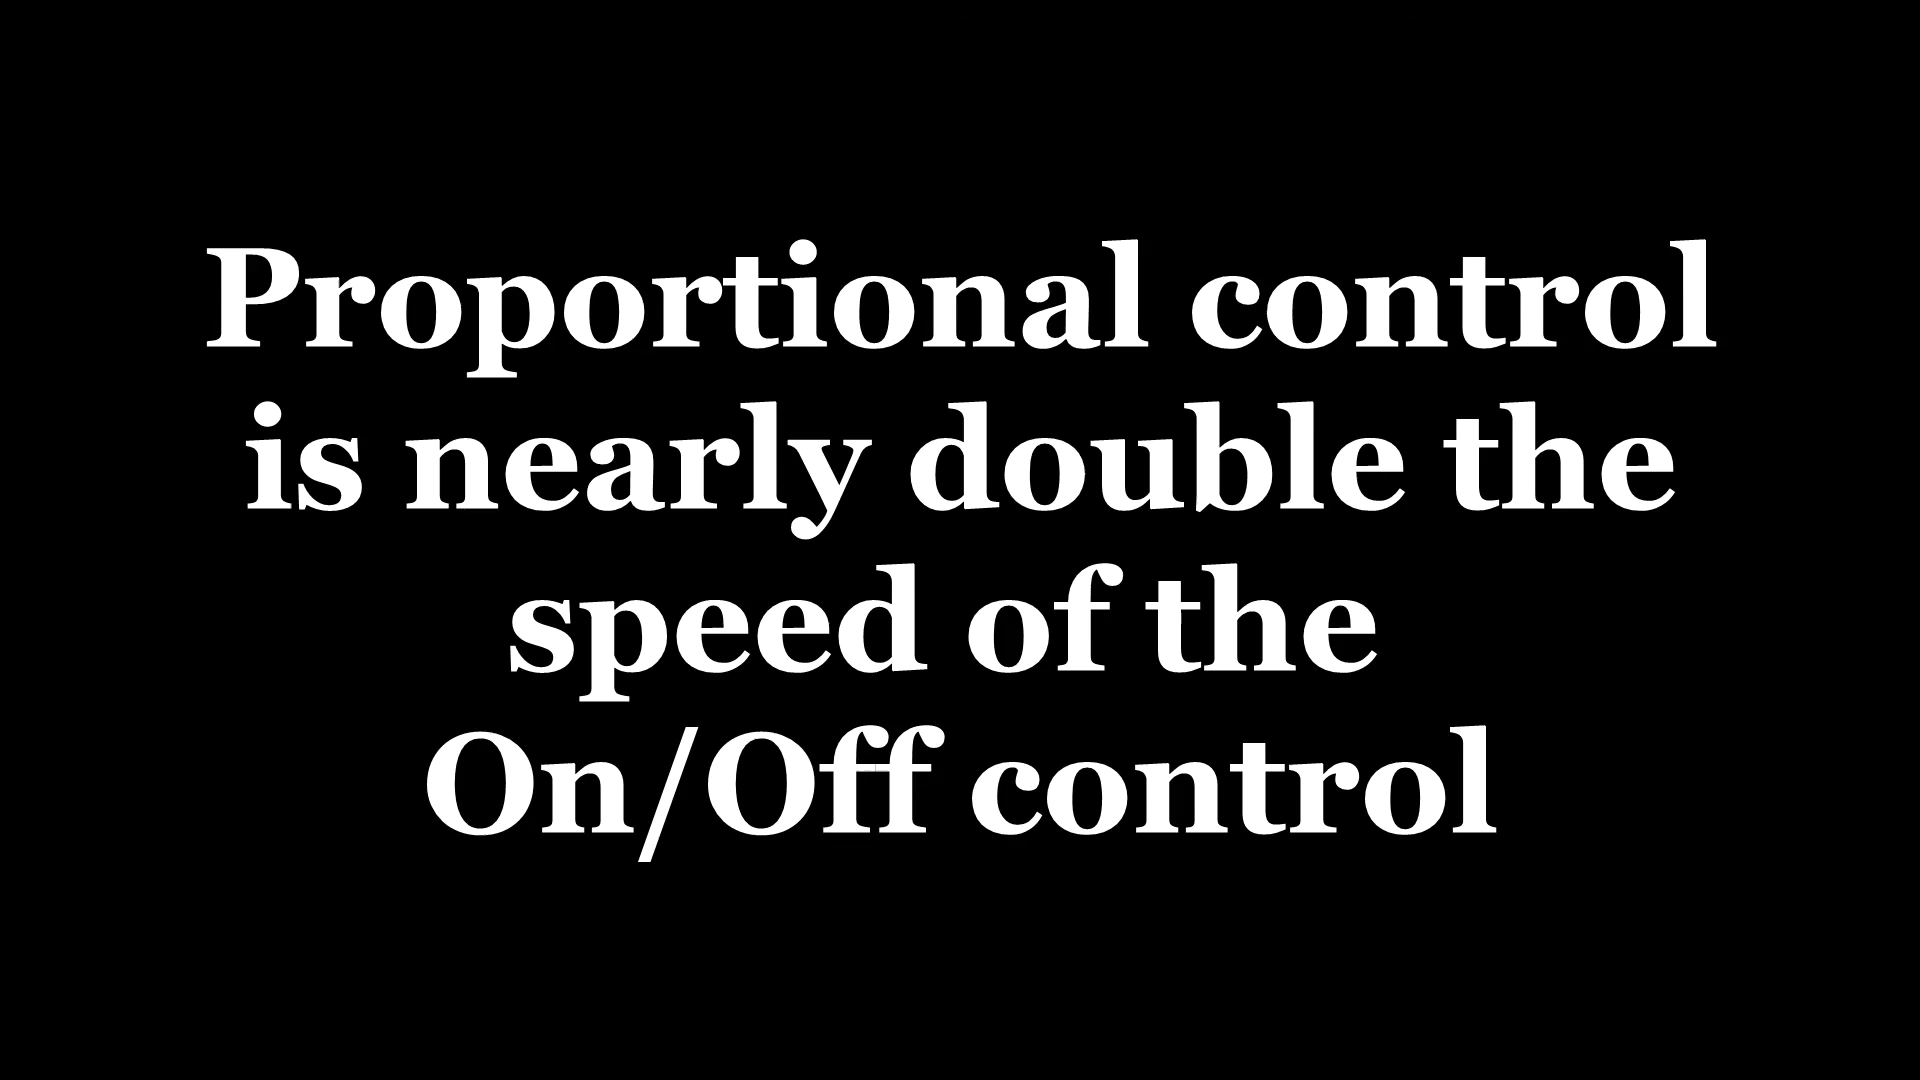 Proportional control
is nearly double the
speed of the
On/Off control